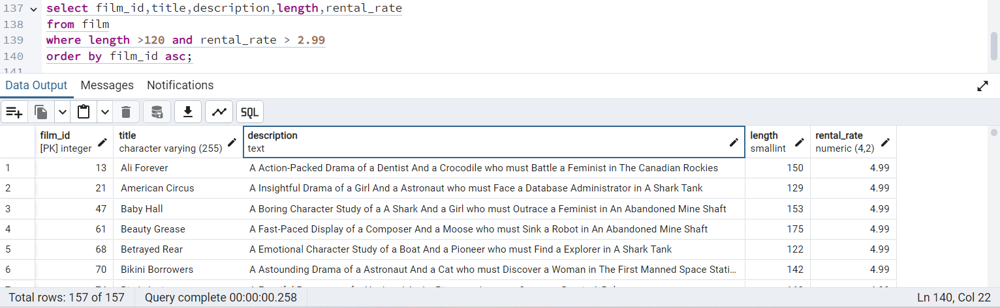 137 select film_id,title,description,length,rental_rate
138 from film
139 where length >120 and rental_rate > 2.99
140 order by film_id asc;
141
Data Output Messages Notifications
SQL
film_id title description length rental_rate
[PK] integer character varying (255) text smallint numeric (4,2)
1 13 Ali Forever A Action-Packed Drama of a Dentist And a Crocodile who must Battle a Feminist in The Canadian Rockies 150 4.99
2 21 American Circus A Insightful Drama of a Girl And a Astronaut who must Face a Database Administrator in A Shark Tank 129 4.99
3 47 Baby Hall A Boring Character Study of a A Shark And a Girl who must Outrace a Feminist in An Abandoned Mine Shaft 153 4.99
4 61 Beauty Grease A Fast-Paced Display of a Composer And a Moose who must Sink a Robot in An Abandoned Mine Shaft 175 4.99
5 68 Betrayed Rear A Emotional Character Study of a Boat And a Pioneer who must Find a Explorer in A Shark Tank 122 4.99
6 70 Bikini Borrowers A Astounding Drama of a Astronaut And a Cat who must Discover a Woman in The First Manned Space Stati...
142 4.99
Total rows: 157 of 157 Query complete 00:00:00.258 Ln 140, Col 22